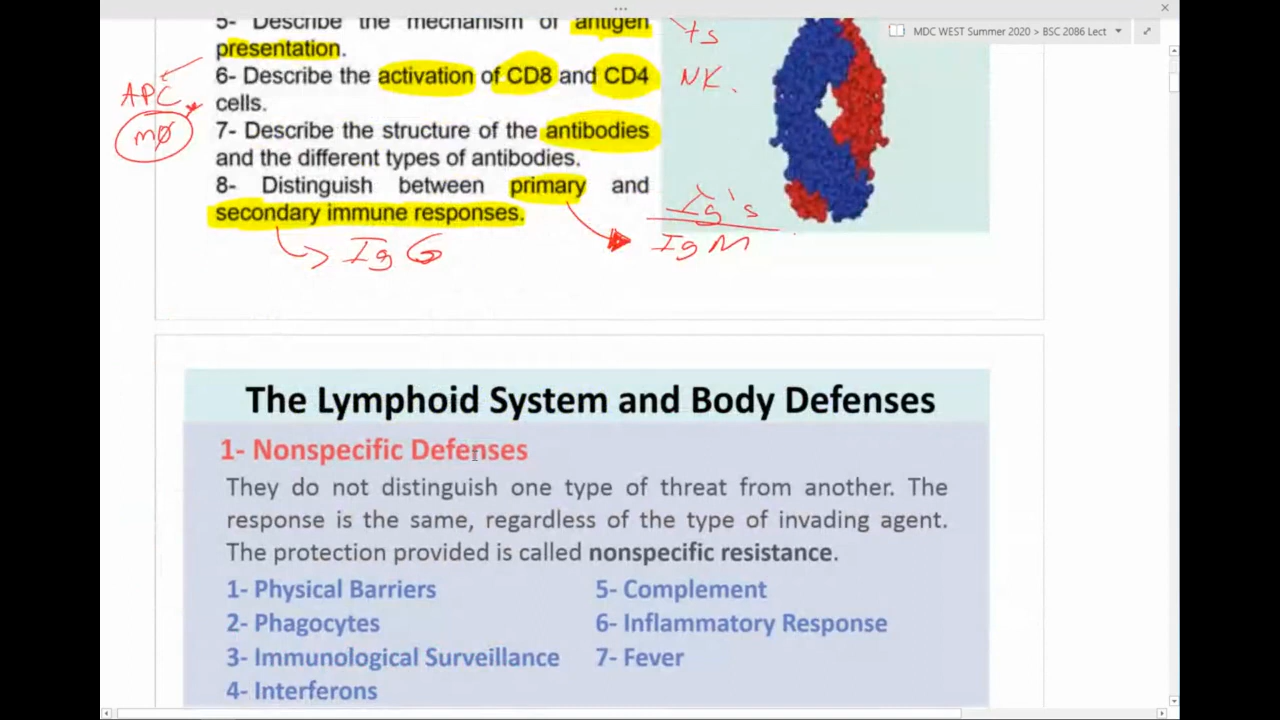 MDC WEST Summer 2020 > BSC 2086 Lect
5- Describe the mechanism of antigen
presentation.
6- Describe the activation of CD8 and CD4
cells.
7- Describe the structure of the antibodies
and the different types of antibodies.
8- Distinguish between primary and
secondary immune responses.
APC
mø
ts
NK.
Ig's
IgM
IgG
The Lymphoid System and Body Defenses
1- Nonspecific Defenses
They do not distinguish one type of threat from another. The
response is the same, regardless of the type of invading agent.
The protection provided is called nonspecific resistance.
1- Physical Barriers
2- Phagocytes
3- Immunological Surveillance
4- Interferons
5- Complement
6- Inflammatory Response
7- Fever